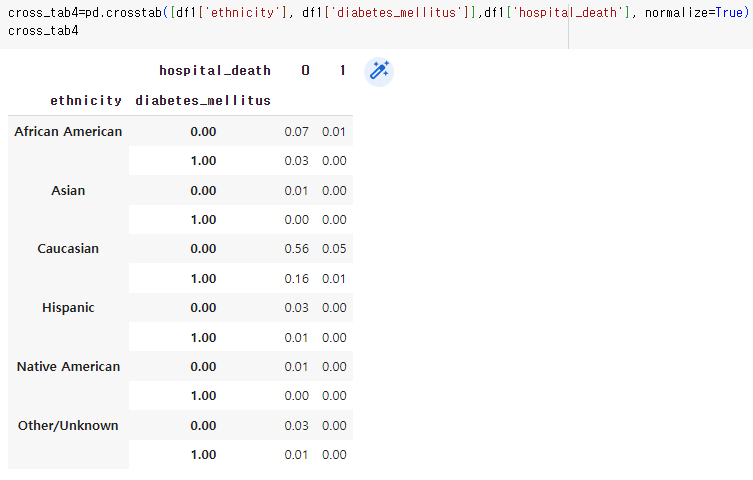 cross_tab4=pd.crosstab([df1['ethnicity'], df1['diabetes_mellitus']],df1['hospital_death'], normalize=True)
cross_tab4
hospital_death 0 1
ethnicity diabetes_mellitus
African American 0.00 0.07 0.01
1.00 0.03 0.00
Asian 0.00 0.01 0.00
1.00 0.00 0.00
Caucasian 0.00 0.56 0.05
1.00 0.16 0.01
Hispanic 0.00 0.03 0.00
1.00 0.01 0.00
Native American 0.00 0.01 0.00
1.00 0.00 0.00
Other/Unknown 0.00 0.03 0.00
1.00 0.01 0.00